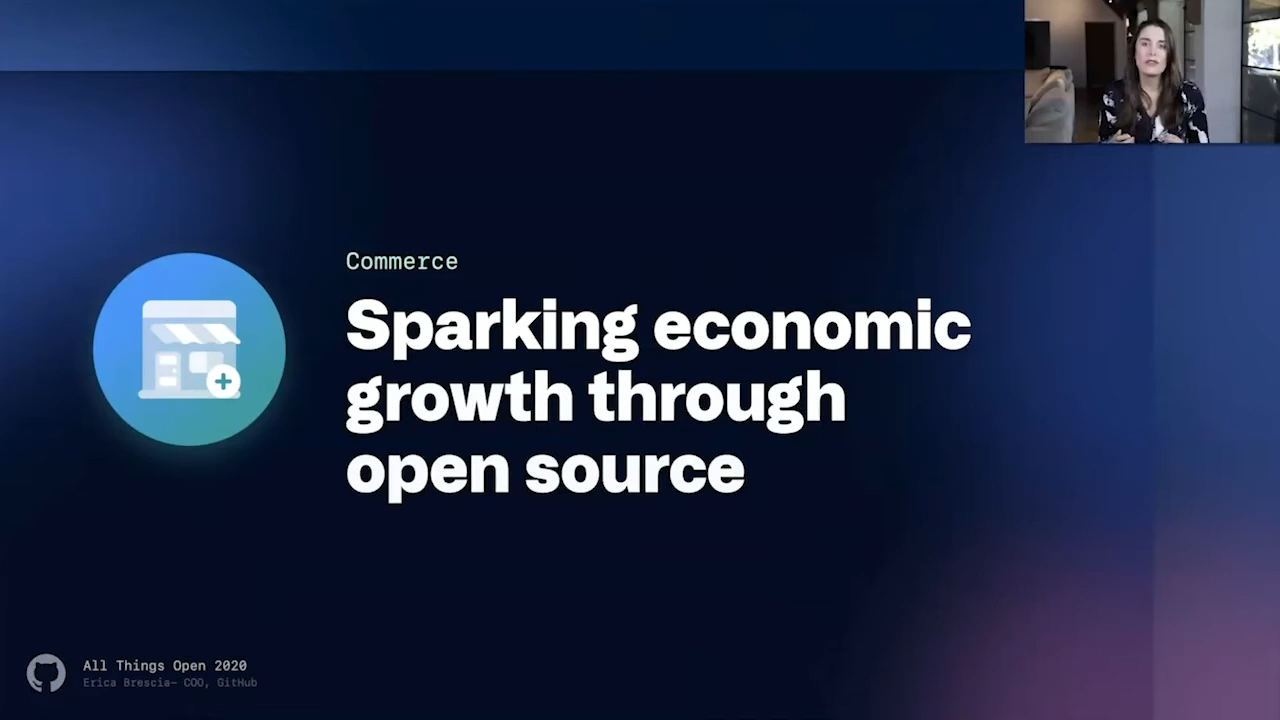 Commerce
Sparking economic
growth through
open source
All Things Open 2020
Erica Brescia– COO, GitHub